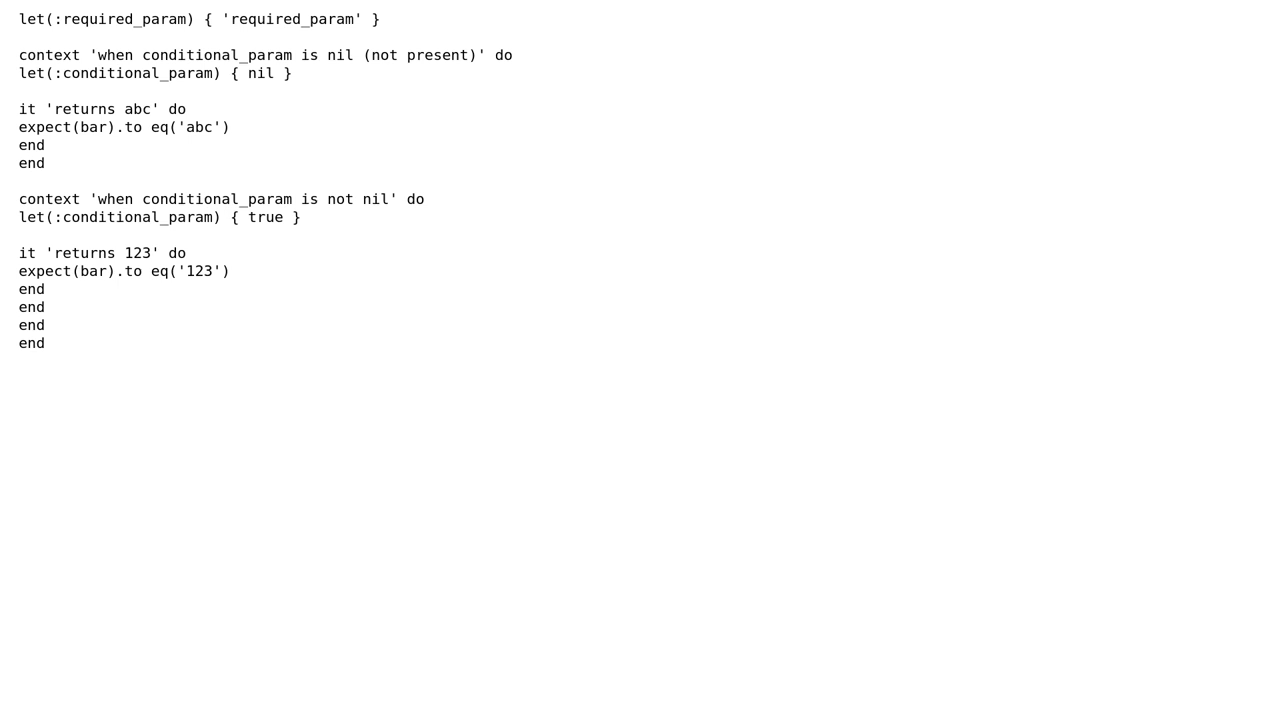 let(:required_param) { 'required_param' }
context 'when conditional_param is nil (not present)' do
let(:conditional_param) { nil }
it 'returns abc' do
expect(bar).to eq('abc')
end
end
context 'when conditional_param is not nil' do
let(:conditional_param) { true }
it 'returns 123' do
expect(bar).to eq('123')
end
end
end
end